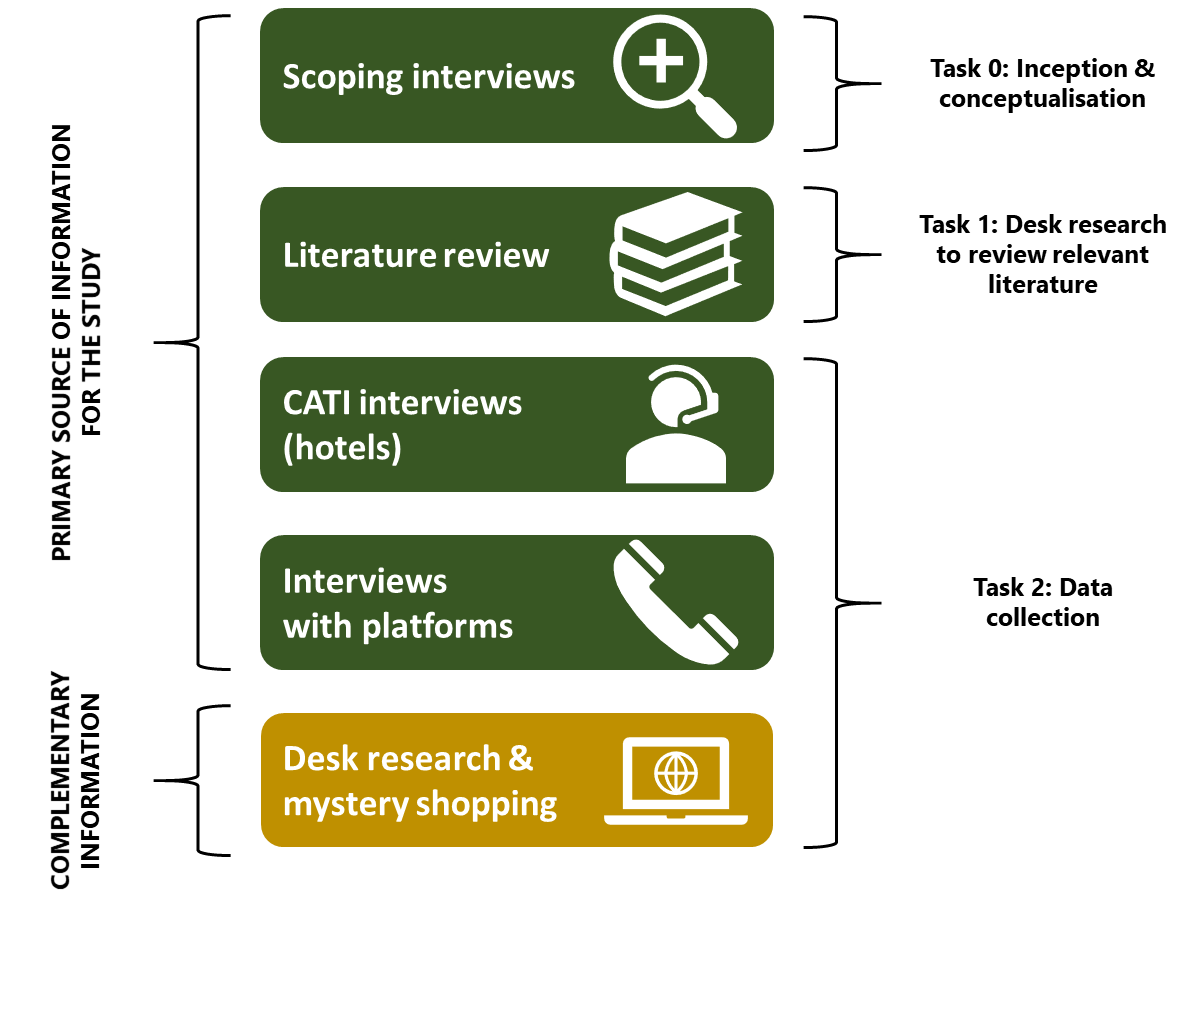 PRIMARY SOURCE OF INFORMATION
FOR THE STUDY
Scoping interviews
Task 0: Inception &
conceptualisation
Literature review
Task 1: Desk research
to review relevant
literature
CATI interviews
(hotels)
Interviews
with platforms
Task 2: Data
collection
COMPLEMENTARY
INFORMATION
Desk research &
mystery shopping